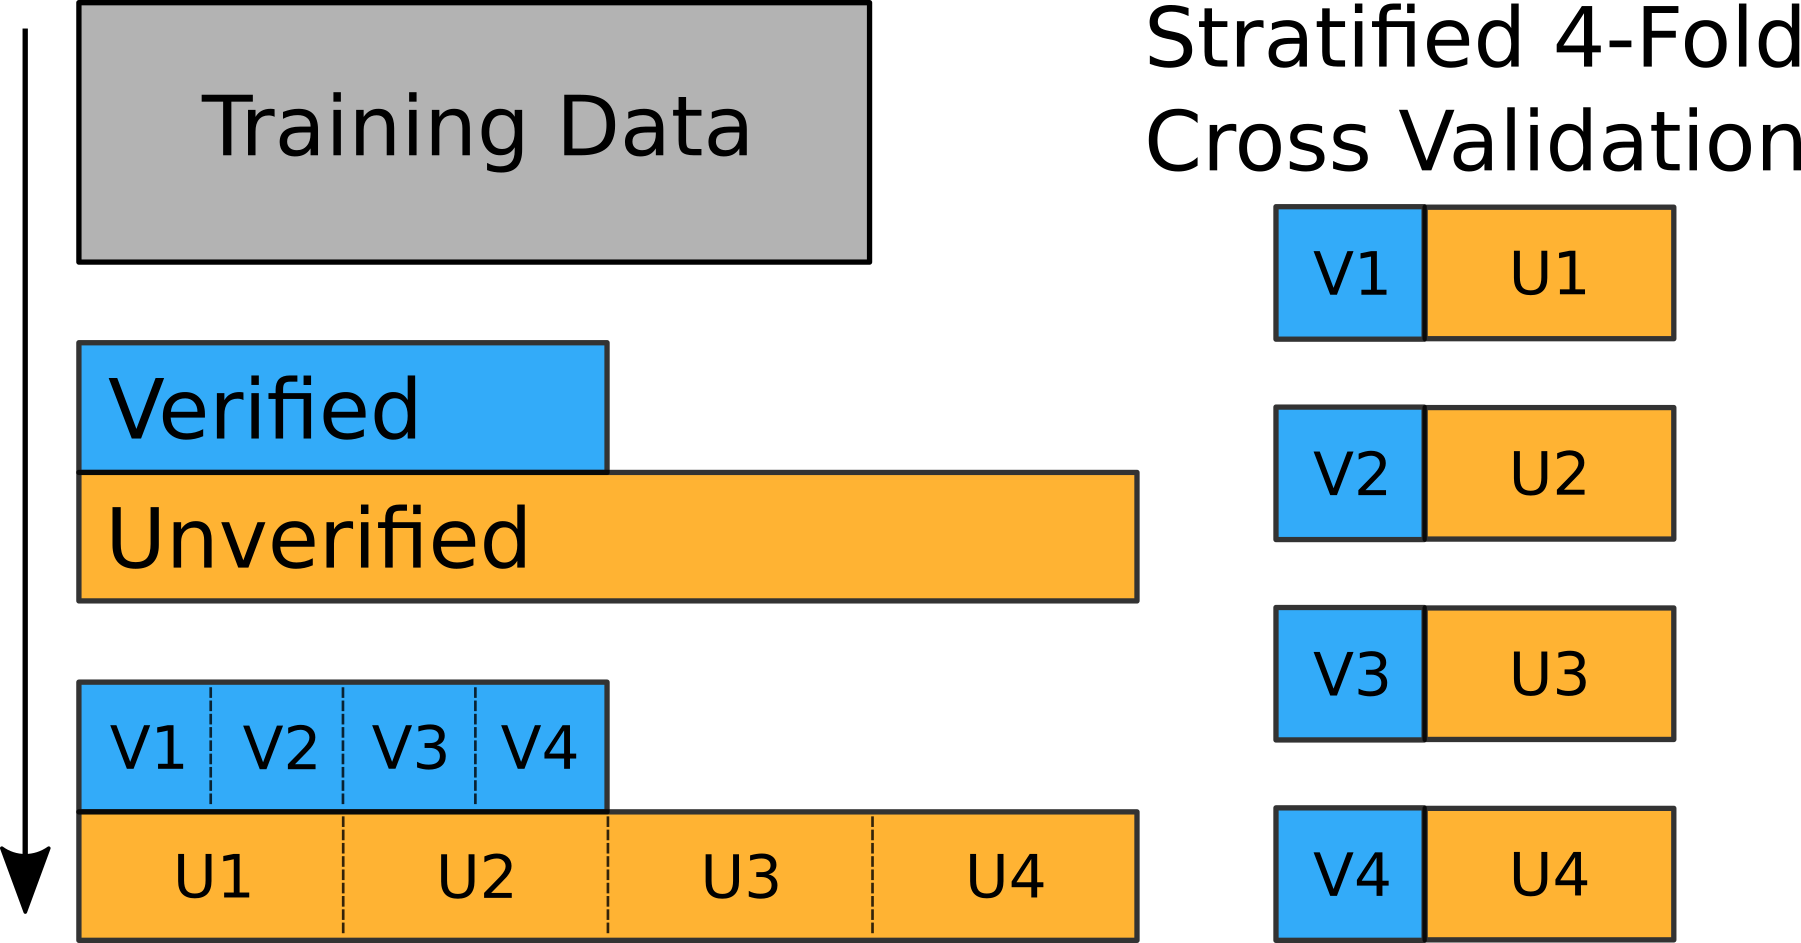 Training Data
Verified
Unverified
V1 V2 V3 V4
U1 U2 U3 U4
Stratified 4-Fold
Cross Validation
V1 U1
V2 U2
V3 U3
V4 U4